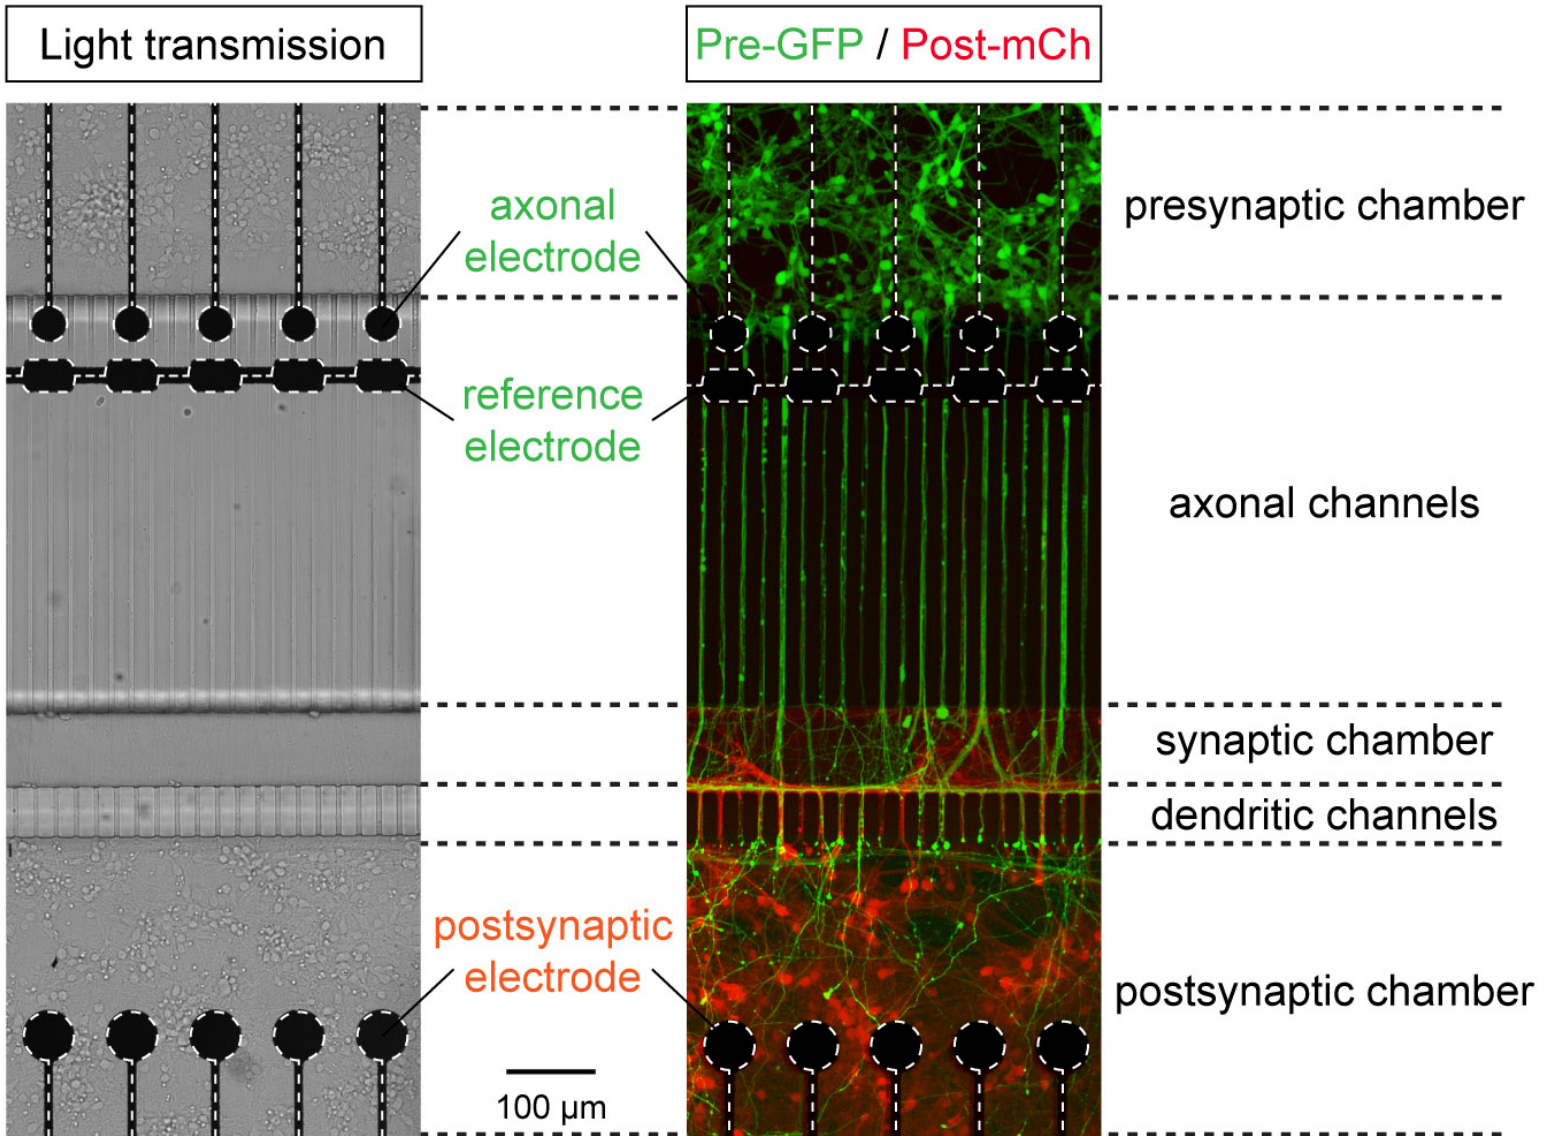 Light transmission
Pre-GFP / Post-mCh
axonal
electrode
presynaptic chamber
reference
electrode
axonal channels
synaptic chamber
dendritic channels
postsynaptic
electrode
postsynaptic chamber
100 µm